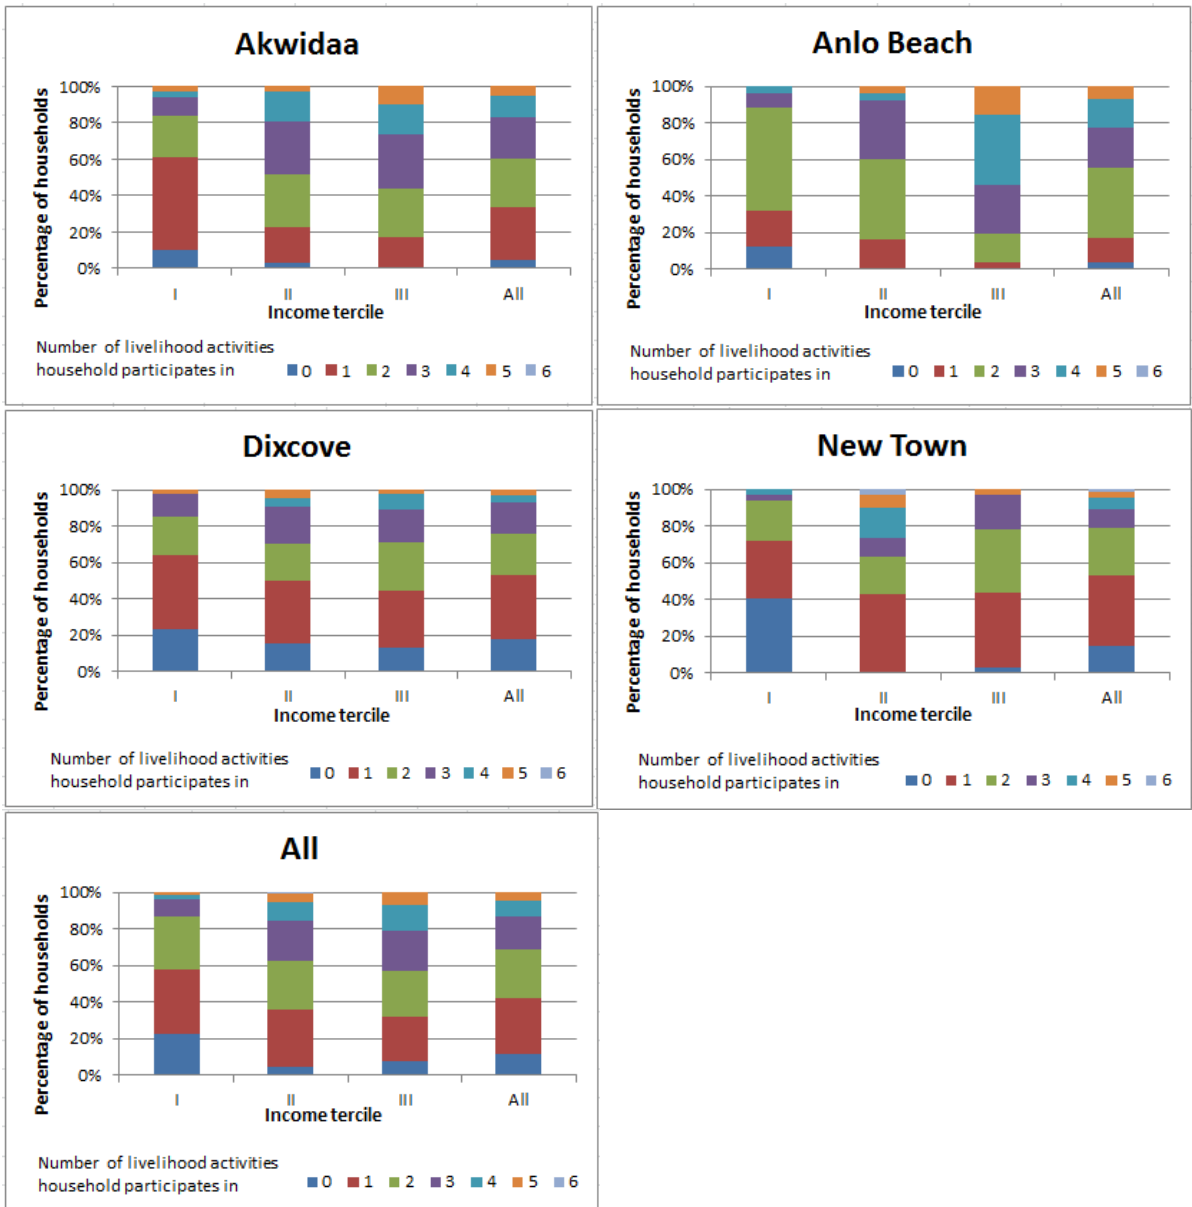 Akwidaa
Percentage of households
100%
80%
60%
40%
20%
0%
I II III All
Income tercile
Number of livelihood activities
household participates in 0 1 2 3 4 5 6
Anlo Beach
Percentage of households
100%
80%
60%
40%
20%
0%
I II III All
Income tercile
Number of livelihood activities
household participates in 0 1 2 3 4 5 6
Dixcove
Percentage of households
100%
80%
60%
40%
20%
0%
I II III All
Income tercile
Number of livelihood activities
household participates in 0 1 2 3 4 5 6
New Town
Percentage of households
100%
80%
60%
40%
20%
0%
I II III All
Income tercile
Number of livelihood activities
household participates in 0 1 2 3 4 5 6
All
Percentage of households
100%
80%
60%
40%
20%
0%
I II III All
Income tercile
Number of livelihood activities
household participates in 0 1 2 3 4 5 6